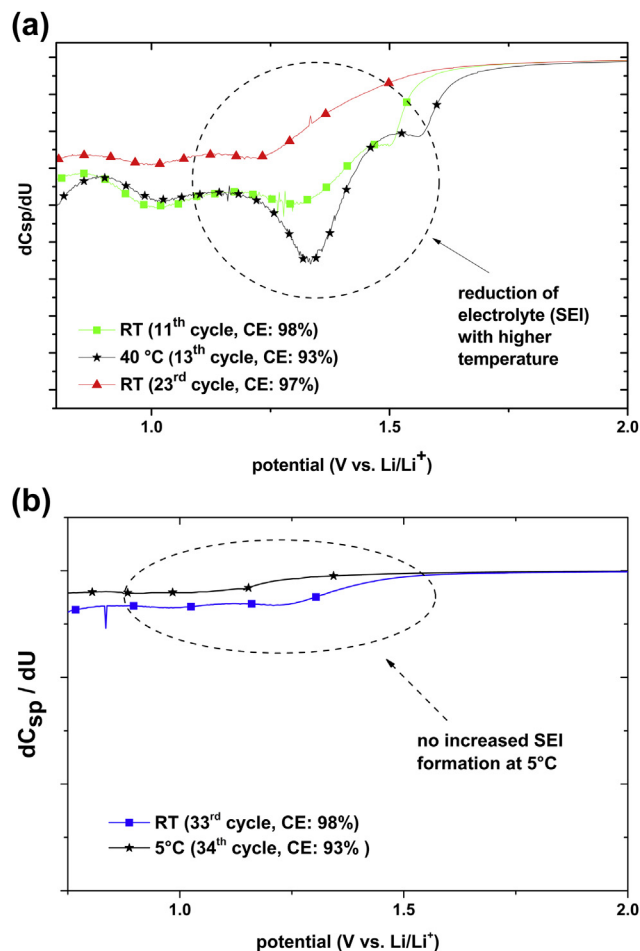 (a)
dCsp/dU
reduction of
electrolyte (SEI)
with higher
temperature
RT (11th cycle, CE: 98%)
40 °C (13th cycle, CE: 93%)
RT (23rd cycle, CE: 97%)
1.0 1.5 2.0
potential (V vs. Li/Li+)
(b)
dCsp / dU
no increased SEI
formation at 5°C
RT (33rd cycle, CE: 98%)
5°C (34th cycle, CE: 93% )
1.0 1.5 2.0
potential (V vs. Li/Li+)